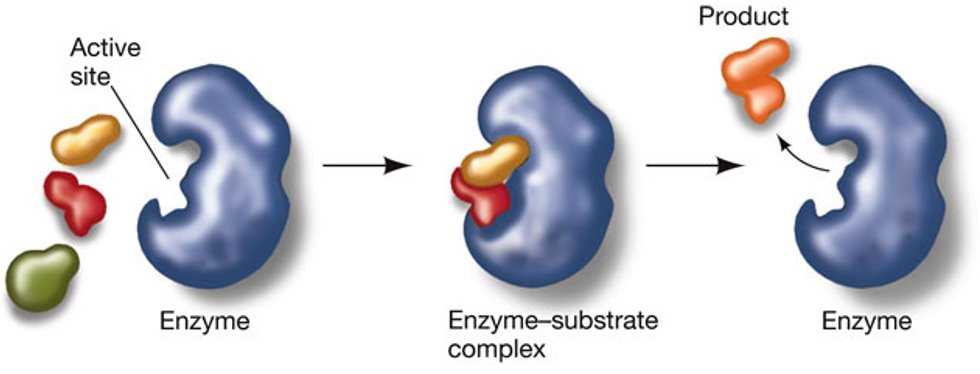 Active
site
Enzyme
Enzyme–substrate
complex
Product
Enzyme